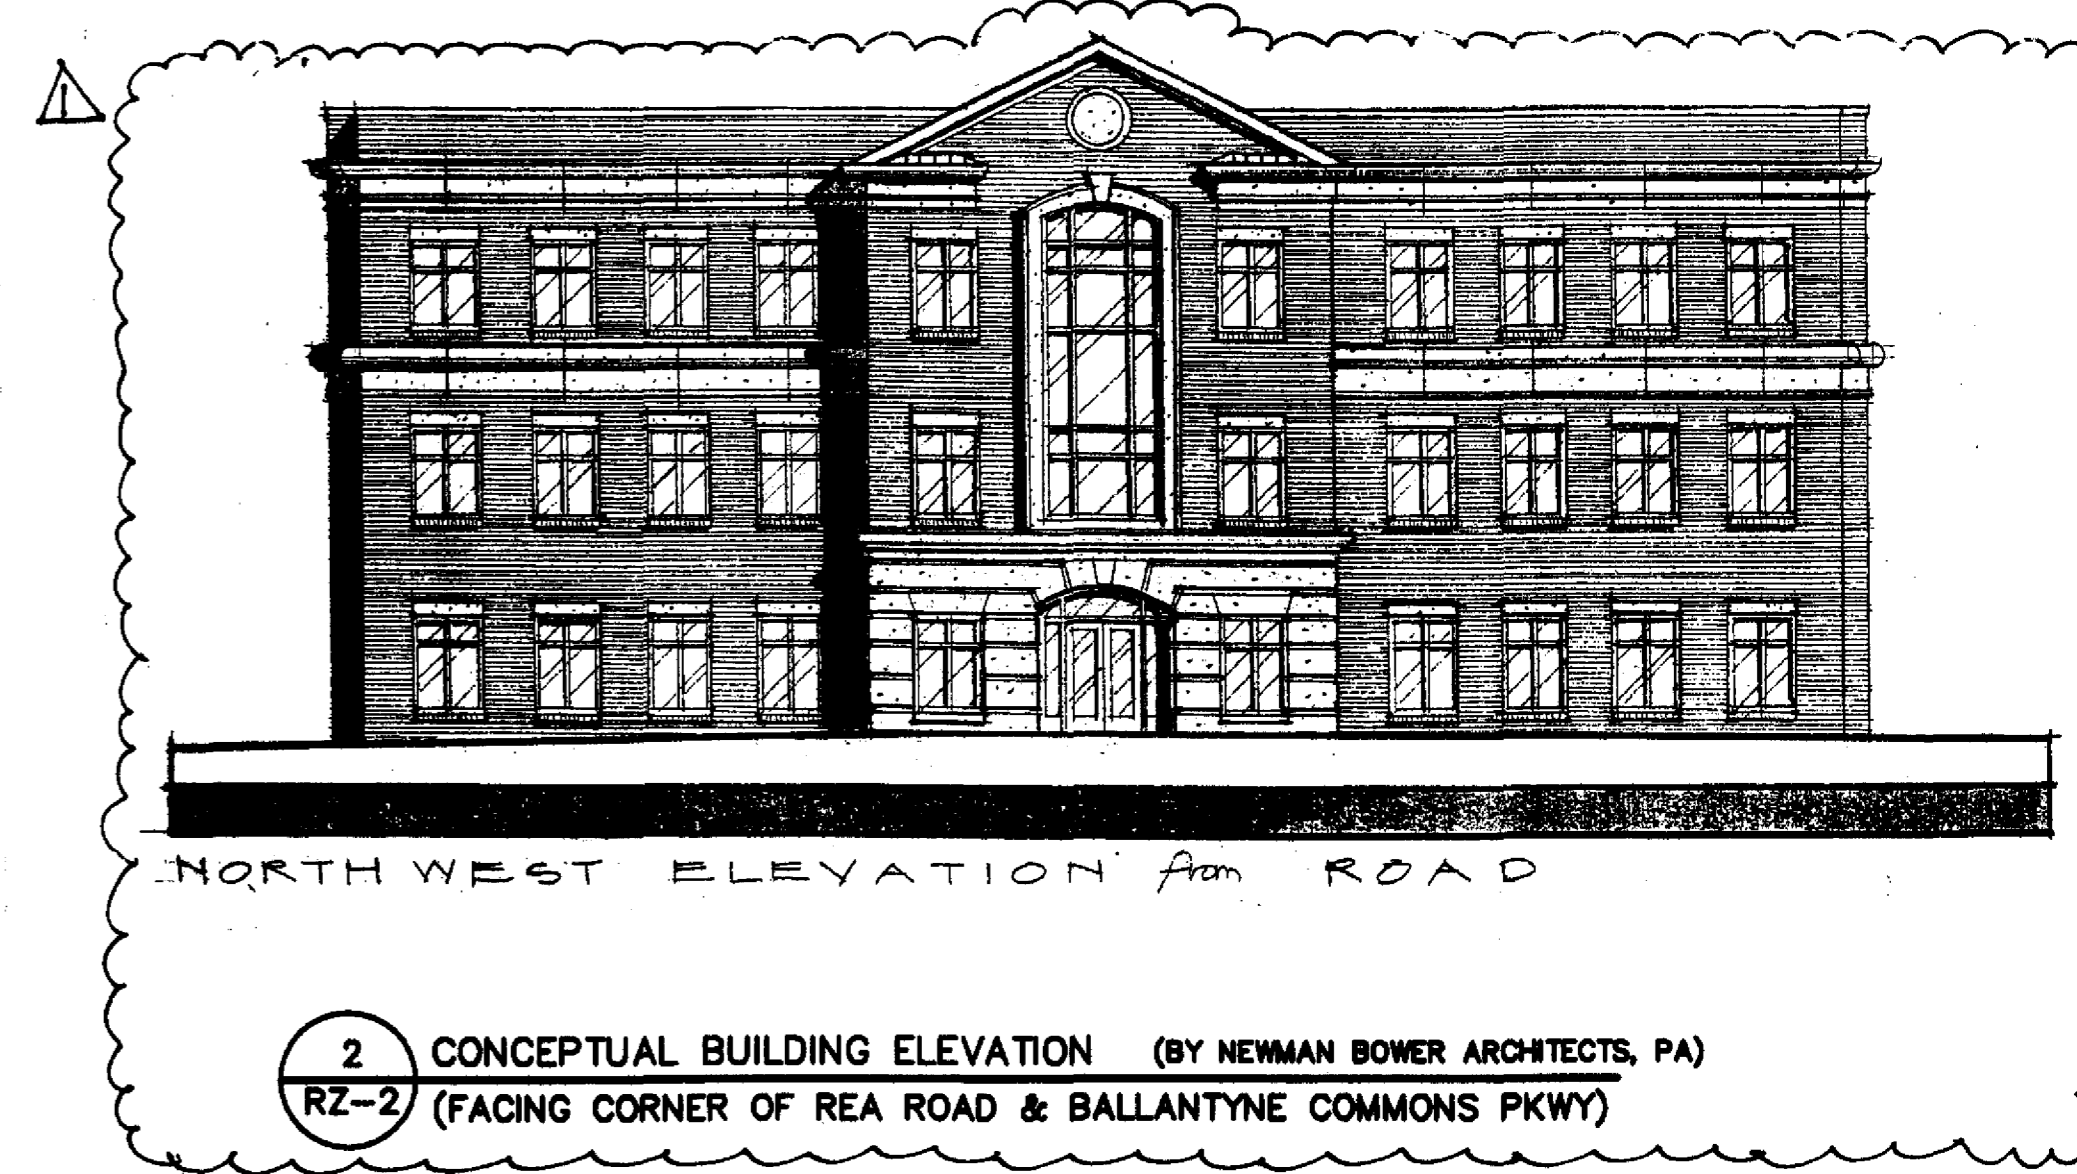 1
NORTH WEST ELEVATION from ROAD
2 CONCEPTUAL BUILDING ELEVATION (BY NEWMAN BOWER ARCHITECTS, PA)
RZ-2 (FACING CORNER OF REA ROAD & BALLANTYNE COMMONS PKWY)